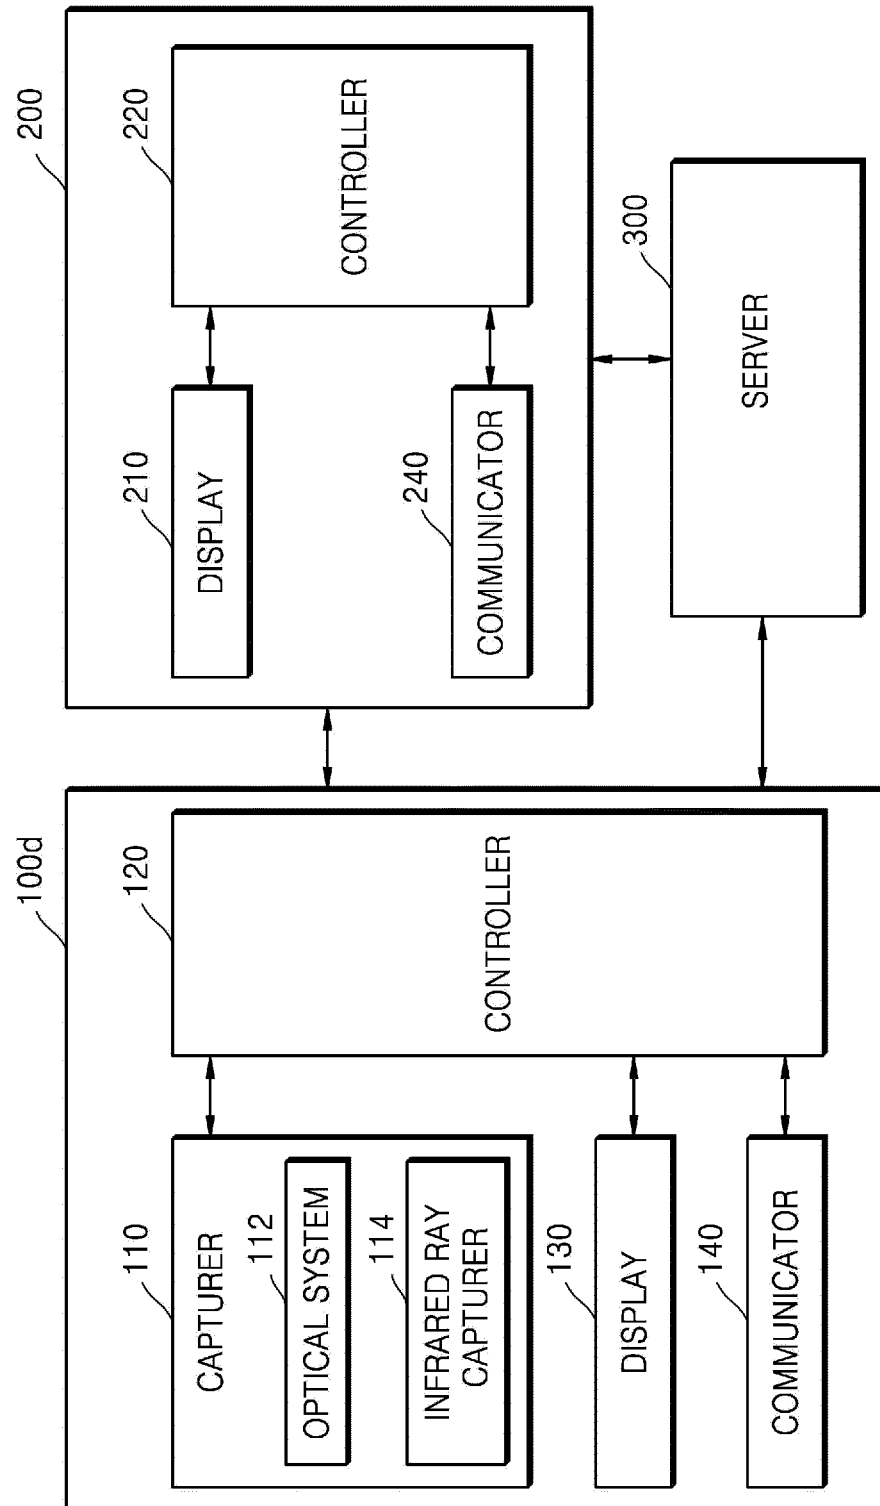 100d
110
CAPTURER
112
OPTICAL SYSTEM
114
INFRARED RAY
CAPTURER
130
DISPLAY
140
COMMUNICATOR
120
CONTROLLER
200
210
DISPLAY
240
COMMUNICATOR
220
CONTROLLER
300
SERVER